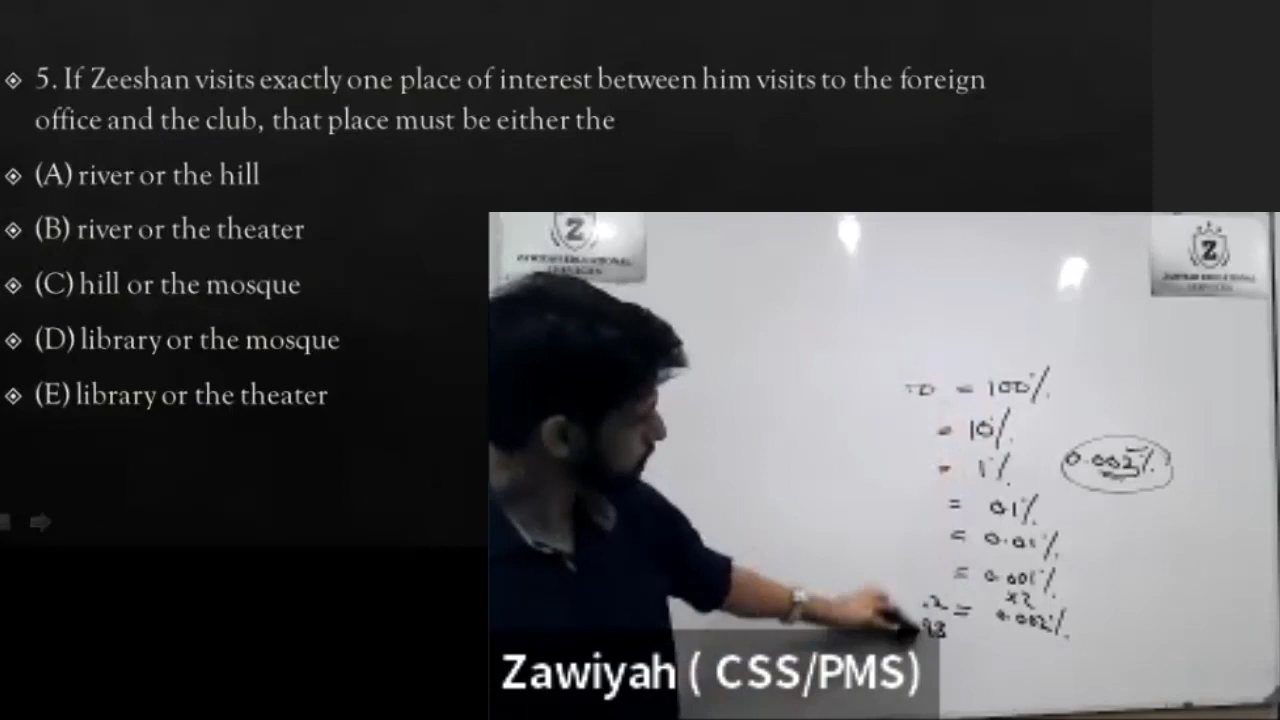 5. If Zeeshan visits exactly one place of interest between him visits to the foreign
office and the club, that place must be either the
(A) river or the hill
(B) river or the theater
(C) hill or the mosque
(D) library or the mosque
(E) library or the theater
Z
Z
= 100%
= 10%
0.002%
1%
= 0.1%
= 0.01%
= 0.001%
x2
.2 = 0.002%
98
Zawiyah ( CSS/PMS)